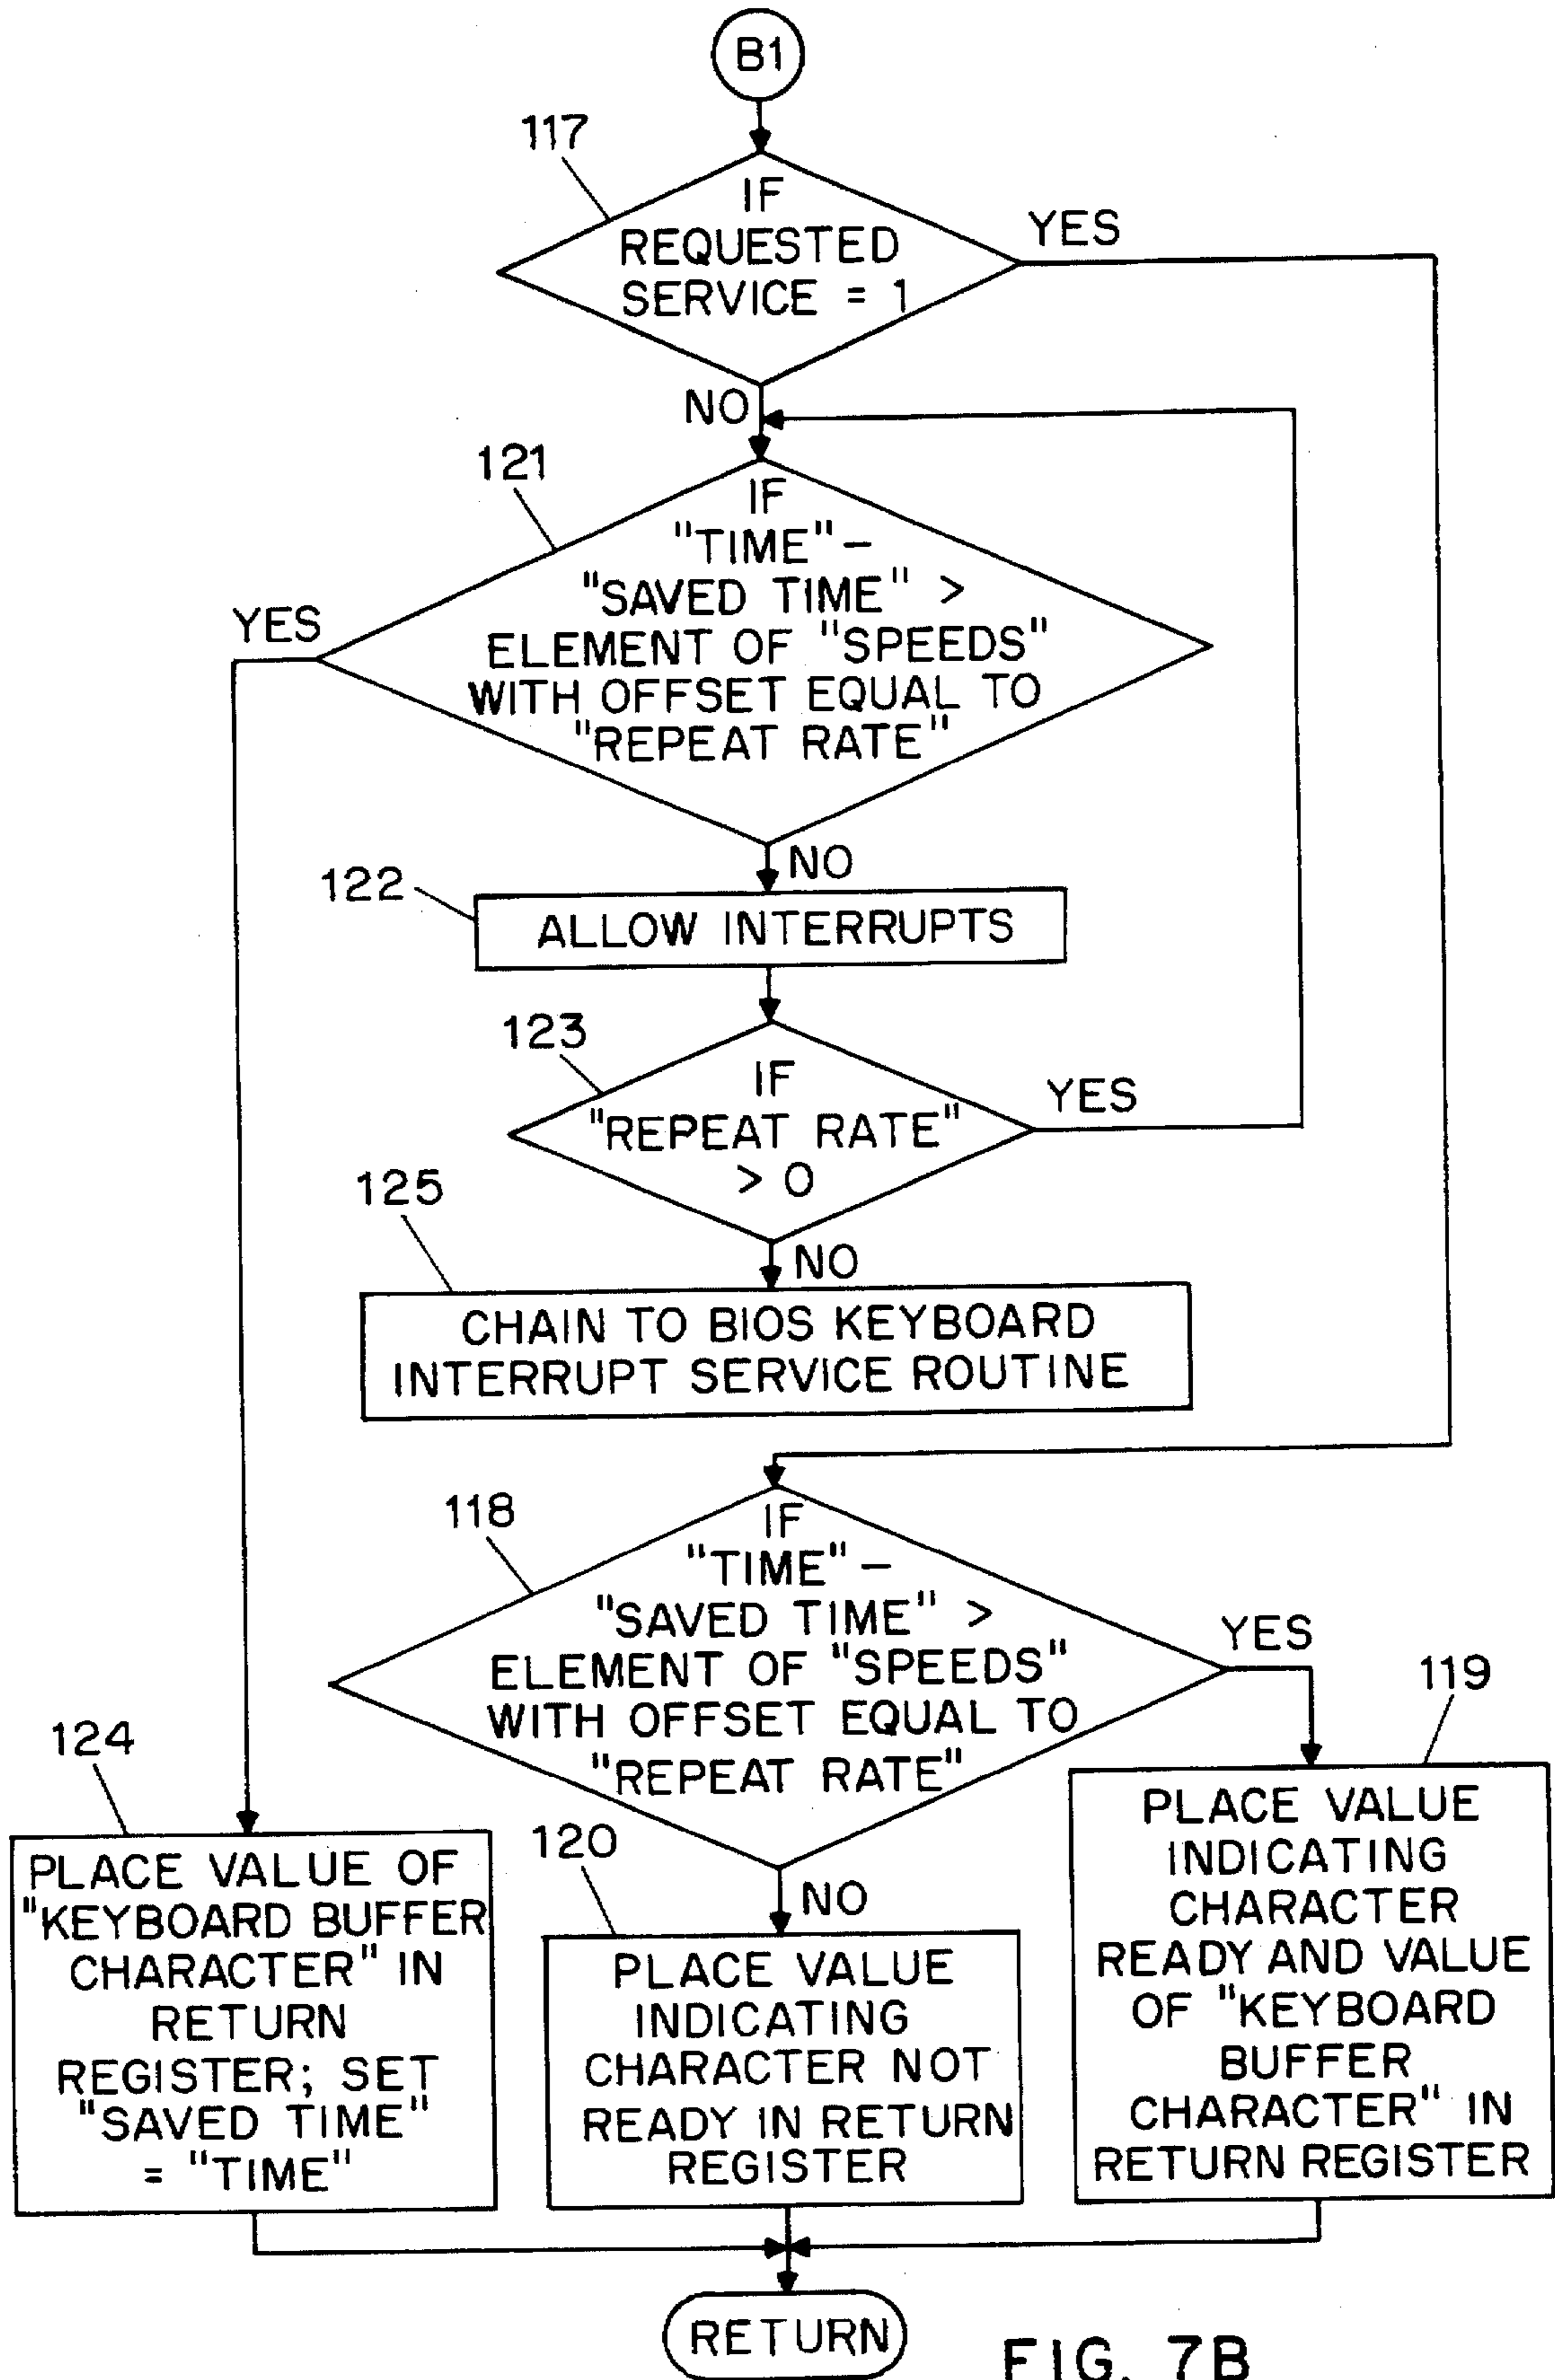 B1
117
IF
REQUESTED
SERVICE = 1
YES
NO
121
IF
"TIME" –
"SAVED TIME" >
ELEMENT OF "SPEEDS"
WITH OFFSET EQUAL TO
"REPEAT RATE"
YES
NO
122
ALLOW INTERRUPTS
123
IF
"REPEAT RATE"
> 0
YES
125
NO
CHAIN TO BIOS KEYBOARD
INTERRUPT SERVICE ROUTINE
118
IF
"TIME" –
"SAVED TIME" >
ELEMENT OF "SPEEDS"
WITH OFFSET EQUAL TO
"REPEAT RATE"
YES
119
124
PLACE VALUE OF
"KEYBOARD BUFFER
CHARACTER" IN
RETURN
REGISTER; SET
"SAVED TIME"
= "TIME"
120
NO
PLACE VALUE
INDICATING
CHARACTER NOT
READY IN RETURN
REGISTER
PLACE VALUE
INDICATING
CHARACTER
READY AND VALUE
OF "KEYBOARD
BUFFER
CHARACTER" IN
RETURN REGISTER
RETURN
FIG. 7B